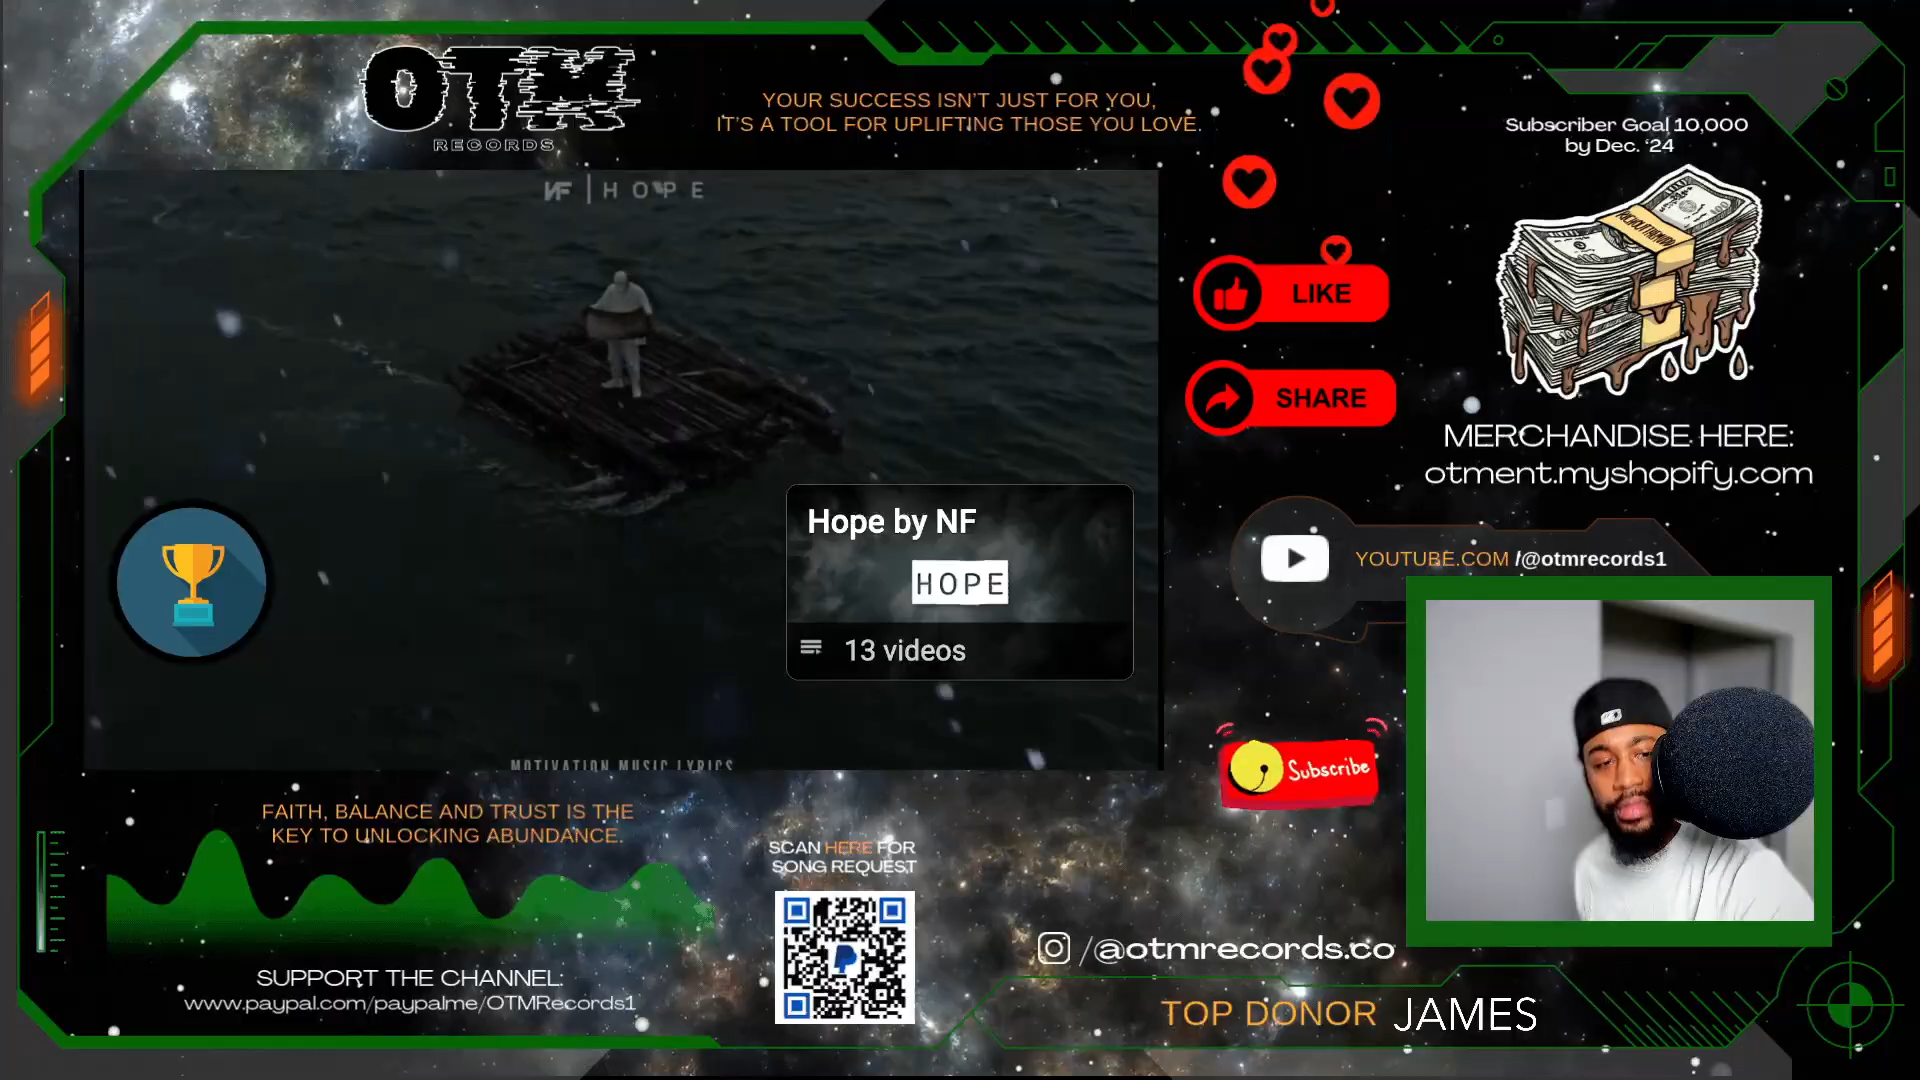 OTM
RECORDS
YOUR SUCCESS ISN'T JUST FOR YOU,
IT'S A TOOL FOR UPLIFTING THOSE YOU LOVE.
Subscriber Goal 10,000
by Dec. '24
NF | HOPE
LIKE
SHARE
MERCHANDISE HERE:
otment.myshopify.com
Hope by NF
HOPE
13 videos
YOUTUBE.COM /@otmrecords1
MOTIVATION MUSIC LYRICS
Subscribe
FAITH, BALANCE AND TRUST IS THE
KEY TO UNLOCKING ABUNDANCE.
SCAN HERE FOR
SONG REQUEST
SUPPORT THE CHANNEL:
www.paypal.com/paypalme/OTMRecords1
/@otmrecords.co
TOP DONOR JAMES